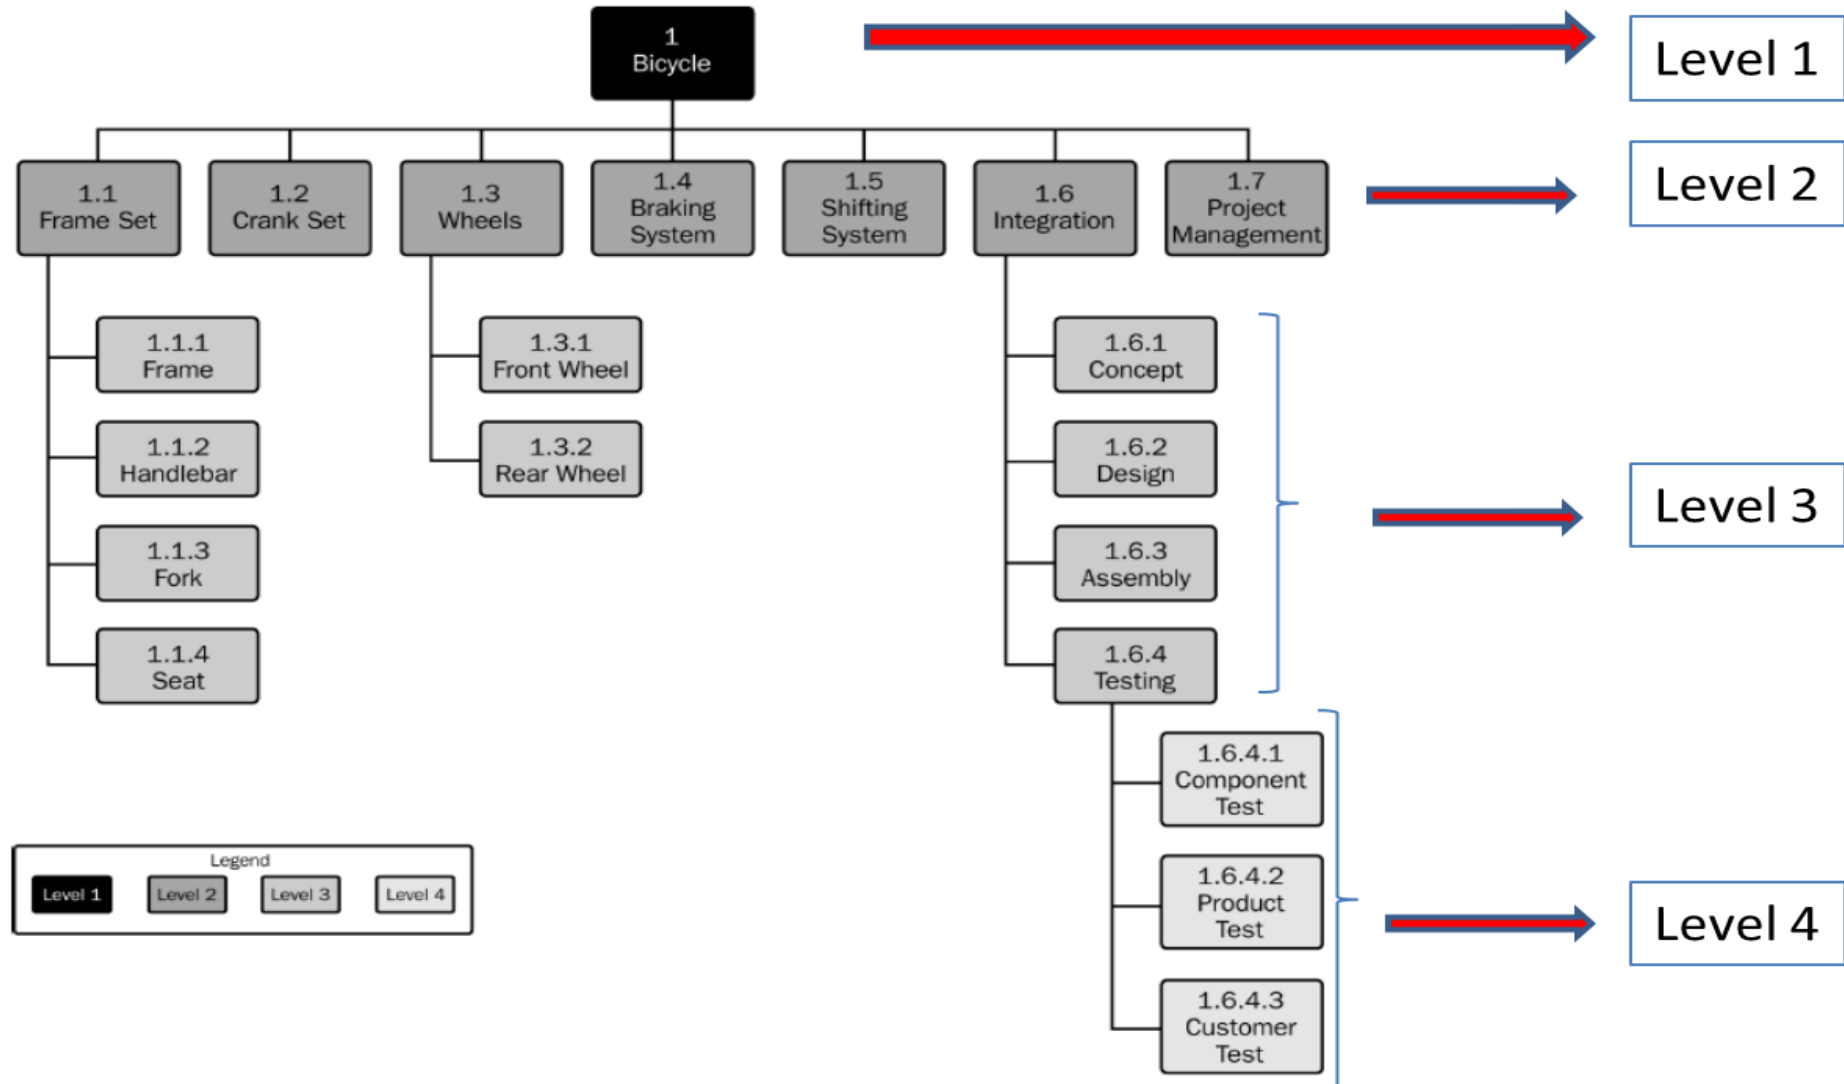 1
Bicycle
Level 1
1.1
Frame Set
1.2
Crank Set
1.3
Wheels
1.4
Braking
System
1.5
Shifting
System
1.6
Integration
1.7
Project
Management
Level 2
1.1.1
Frame
1.1.2
Handlebar
1.1.3
Fork
1.1.4
Seat
1.3.1
Front Wheel
1.3.2
Rear Wheel
1.6.1
Concept
1.6.2
Design
1.6.3
Assembly
1.6.4
Testing
Level 3
1.6.4.1
Component
Test
1.6.4.2
Product
Test
1.6.4.3
Customer
Test
Level 4
Legend
Level 1
Level 2
Level 3
Level 4